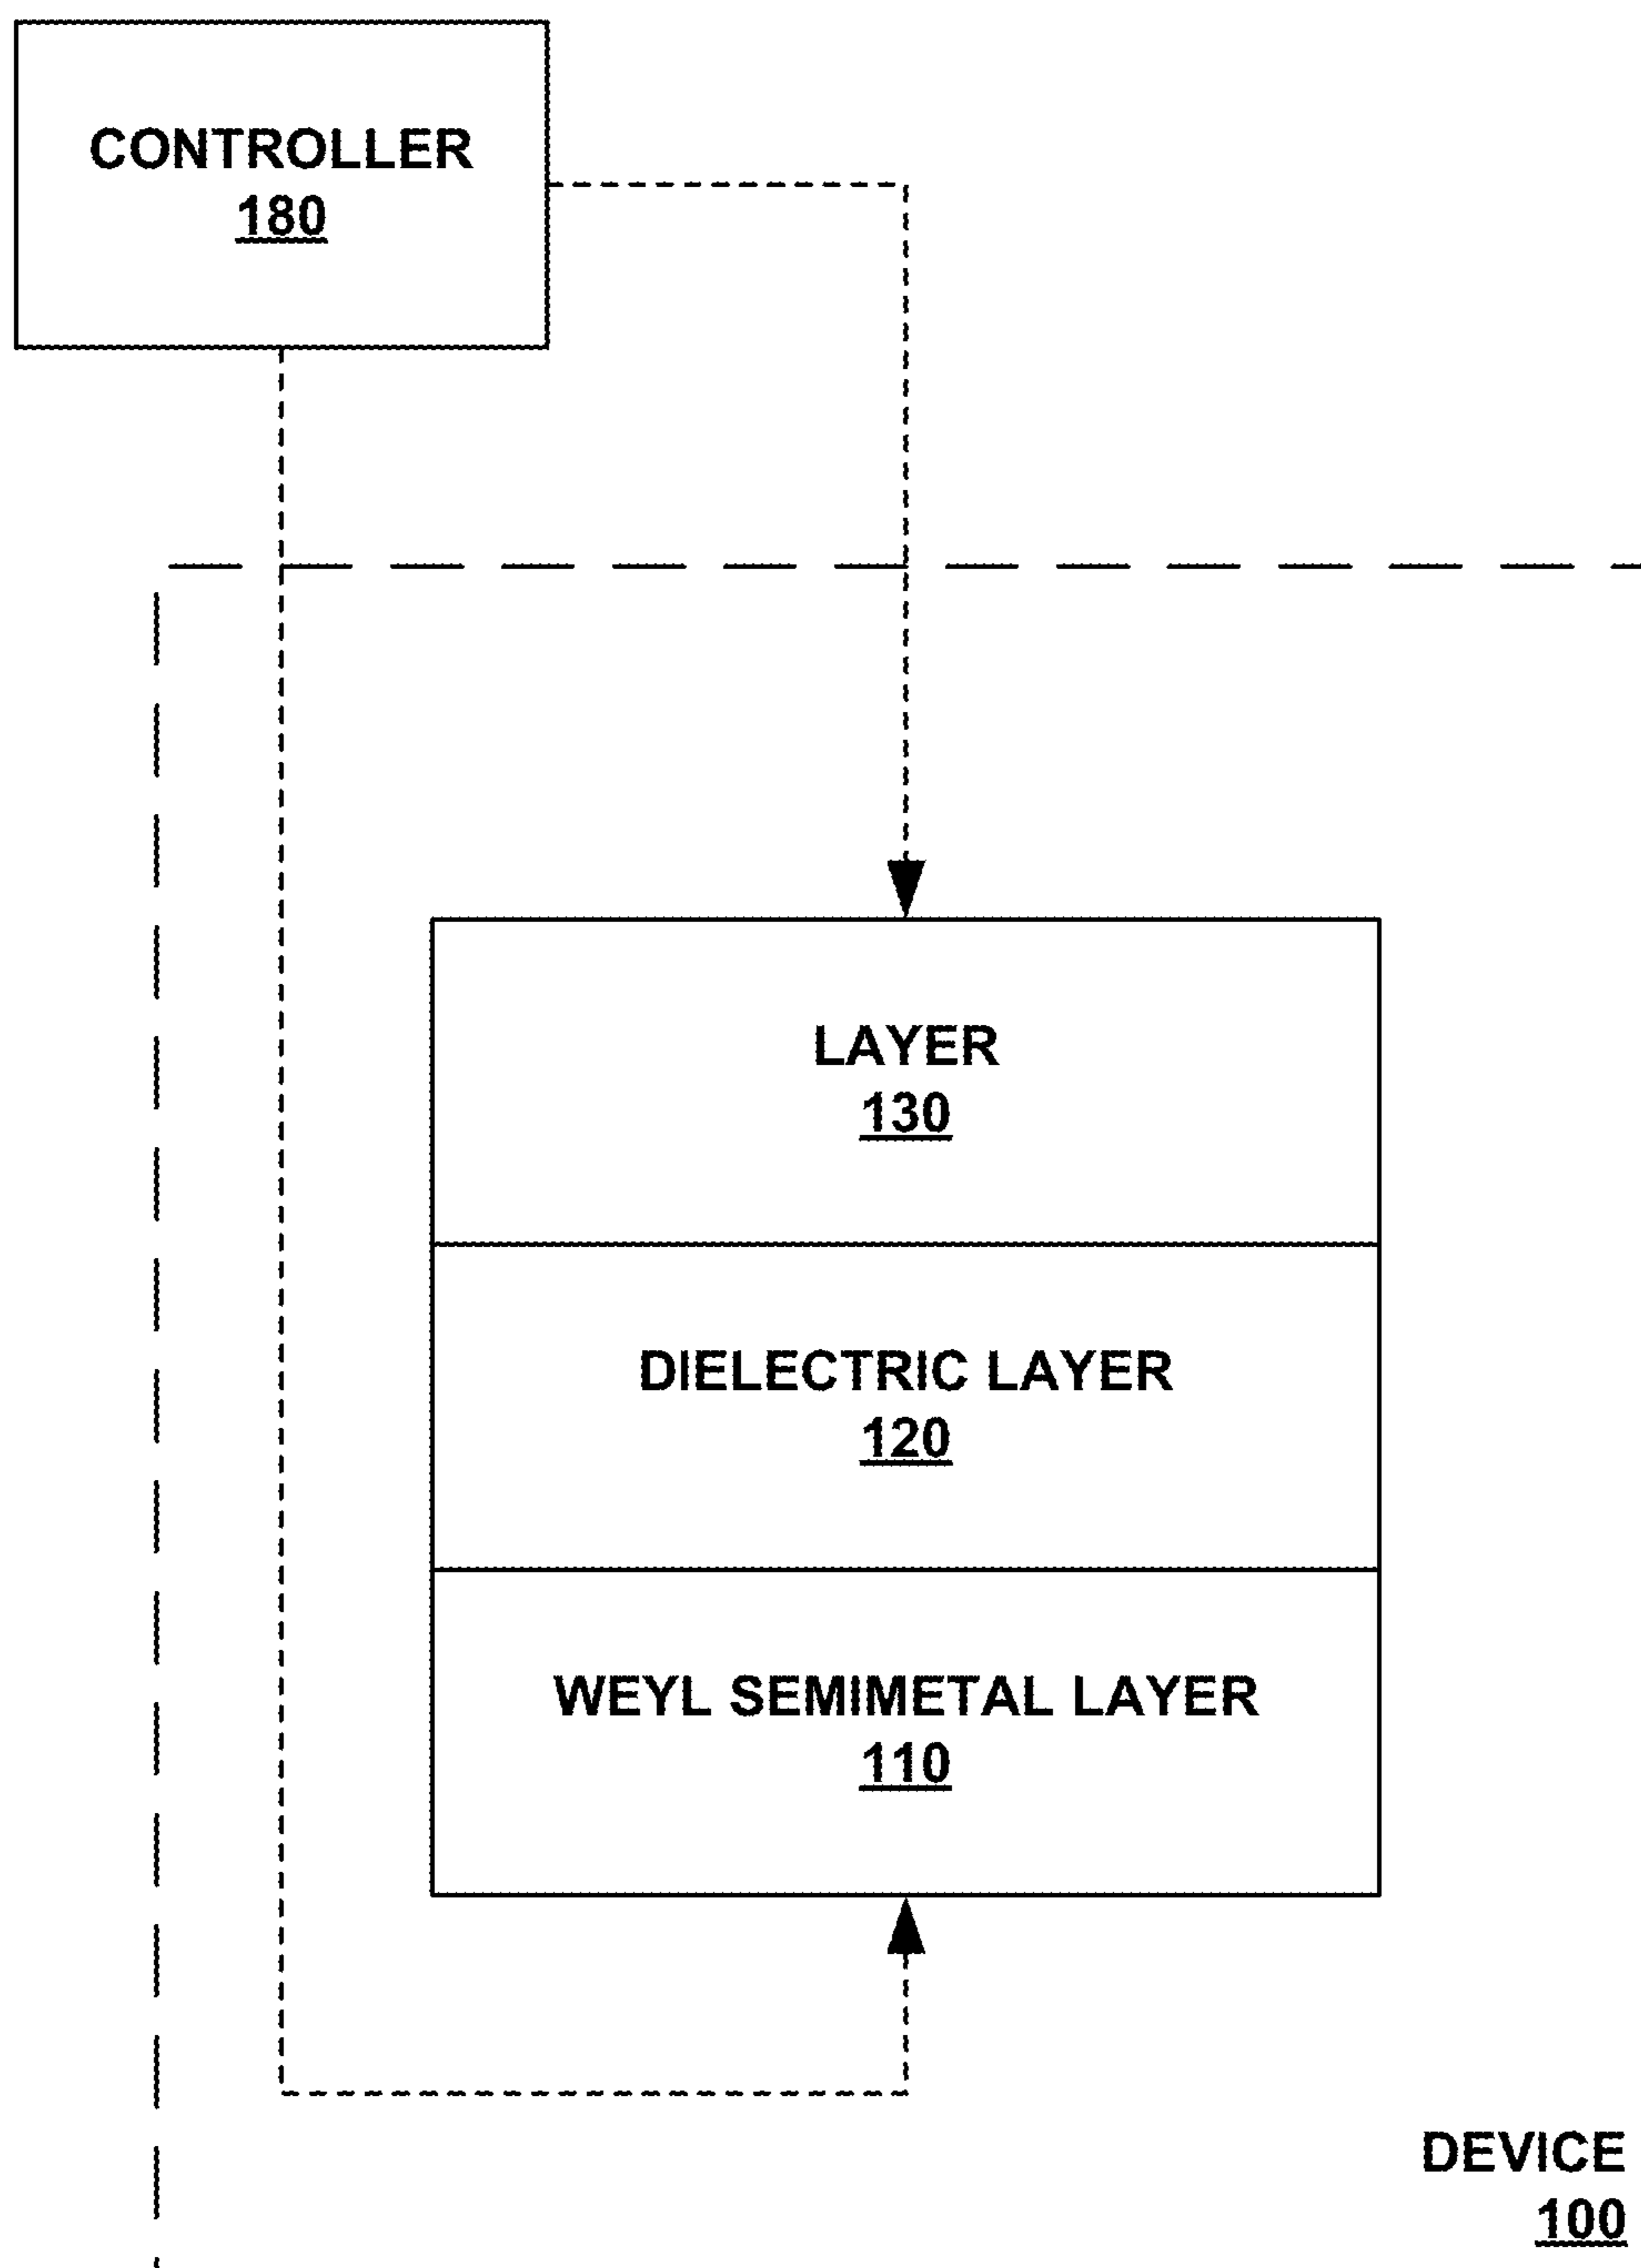 CONTROLLER
180
LAYER
130
DIELECTRIC LAYER
120
WEYL SEMIMETAL LAYER
110
DEVICE
100